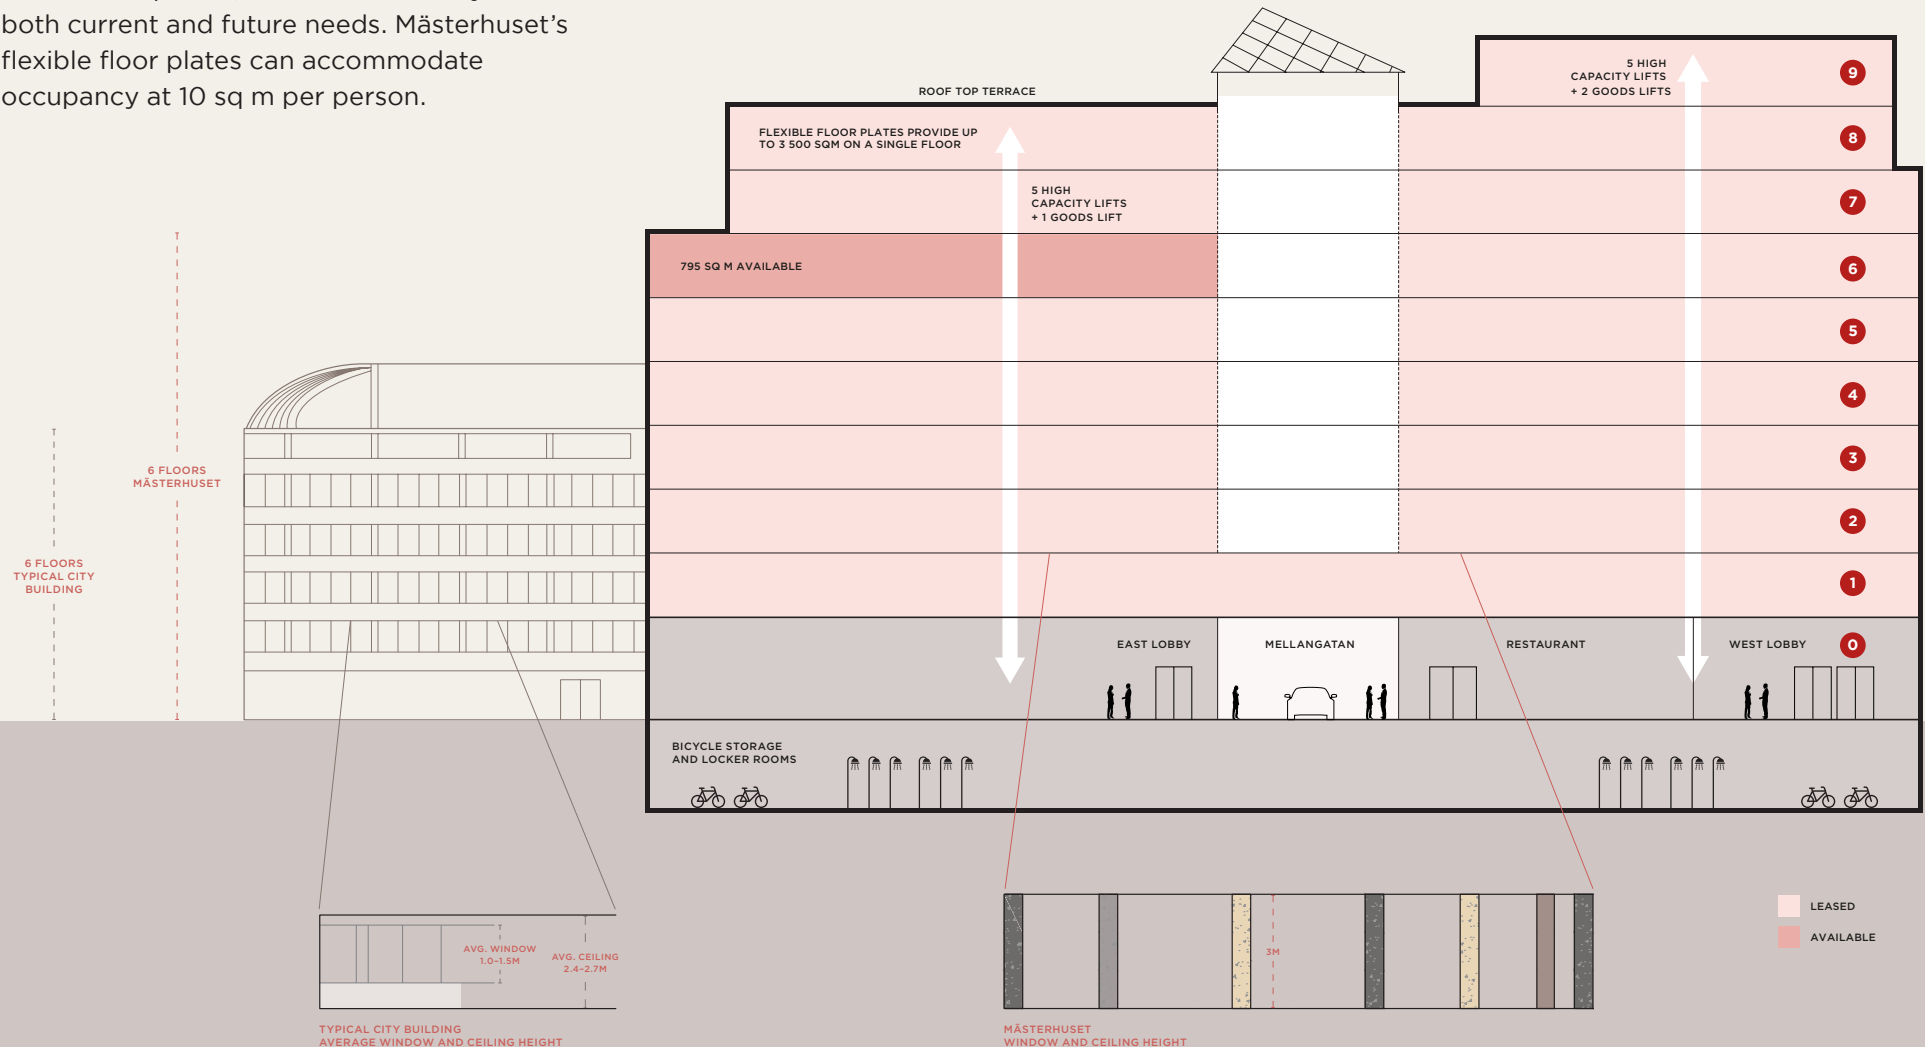 both current and future needs. Mästerhuset's
flexible floor plates can accommodate
occupancy at 10 sq m per person.
ROOF TOP TERRACE
5 HIGH
CAPACITY LIFTS
+ 2 GOODS LIFTS
9
FLEXIBLE FLOOR PLATES PROVIDE UP
TO 3 500 SQM ON A SINGLE FLOOR
8
5 HIGH
CAPACITY LIFTS
+ 1 GOODS LIFT
7
795 SQ M AVAILABLE
6
5
4
3
2
1
6 FLOORS
MÄSTERHUSET
6 FLOORS
TYPICAL CITY
BUILDING
EAST LOBBY
MELLANGATAN
RESTAURANT
WEST LOBBY
0
BICYCLE STORAGE
AND LOCKER ROOMS
AVG. WINDOW
1.0–1.5M
AVG. CEILING
2.4–2.7M
TYPICAL CITY BUILDING
AVERAGE WINDOW AND CEILING HEIGHT
3M
MÄSTERHUSET
WINDOW AND CEILING HEIGHT
LEASED
AVAILABLE